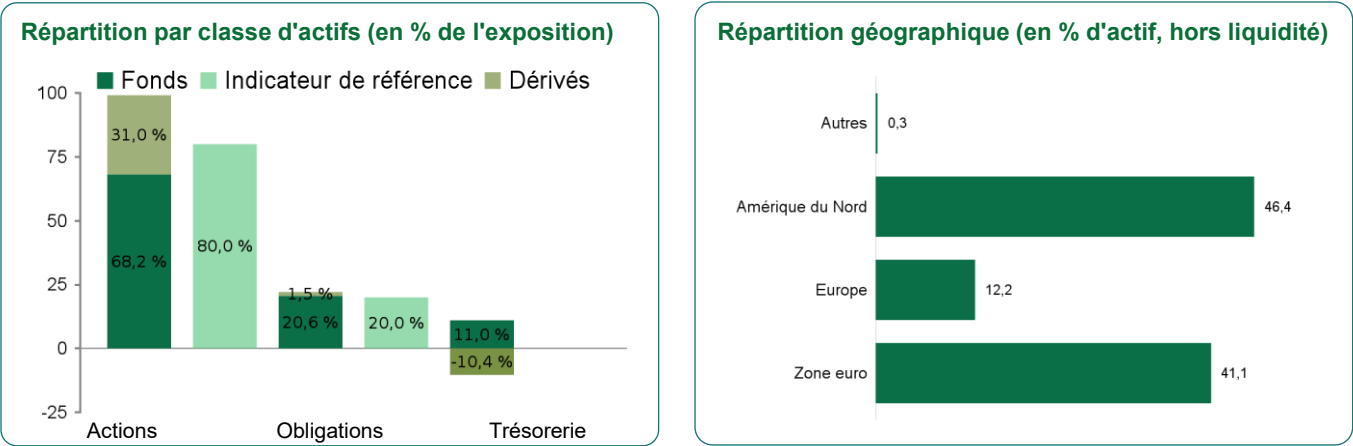 Répartition par classe d'actifs (en % de l'exposition)
Fonds Indicateur de référence Dérivés
100
75
50
25
0
-25
31,0 %
68,2 %
80,0 %
1,5 %
20,6 %
20,0 %
11,0 %
-10,4 %
Actions Obligations Trésorerie
Répartition géographique (en % d'actif, hors liquidité)
Autres 0,3
Amérique du Nord 46,4
Europe 12,2
Zone euro 41,1